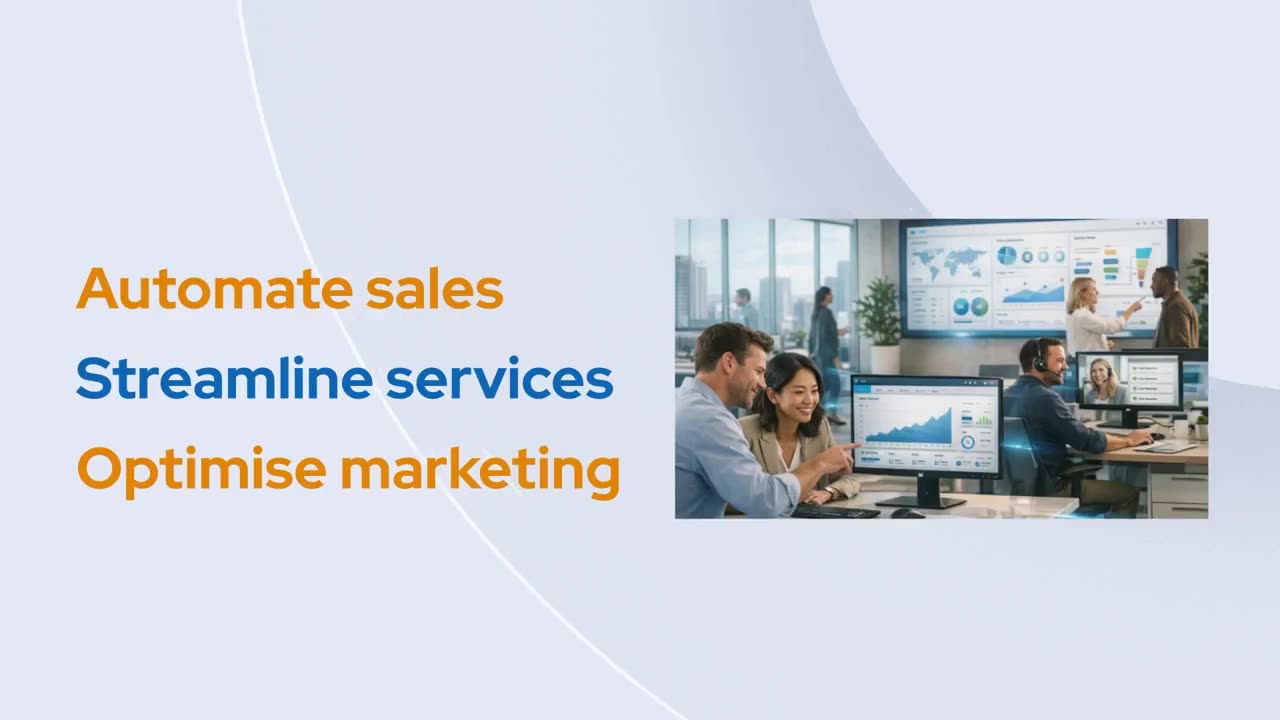 Automate sales
Streamline services
Optimise marketing